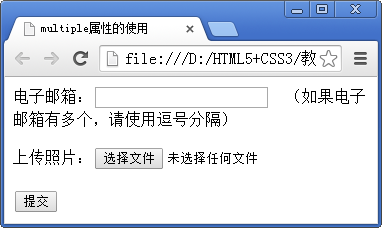 multiple属性的使用
file:///D:/HTML5+CSS3/教
电子邮箱： （如果电子
邮箱有多个，请使用逗号分隔）
上传照片： 选择文件 未选择任何文件
提交